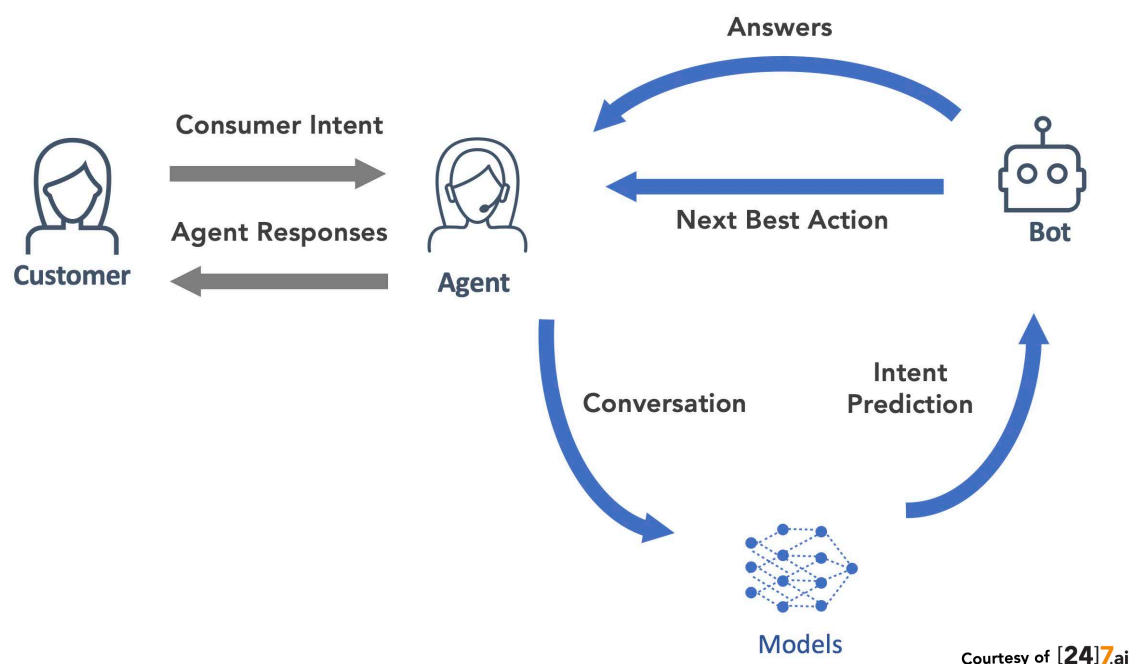 Answers
Consumer Intent
Next Best Action
Bot
Agent Responses
Customer
Agent
Conversation
Intent
Prediction
Models
Courtesy of [24]7.ai